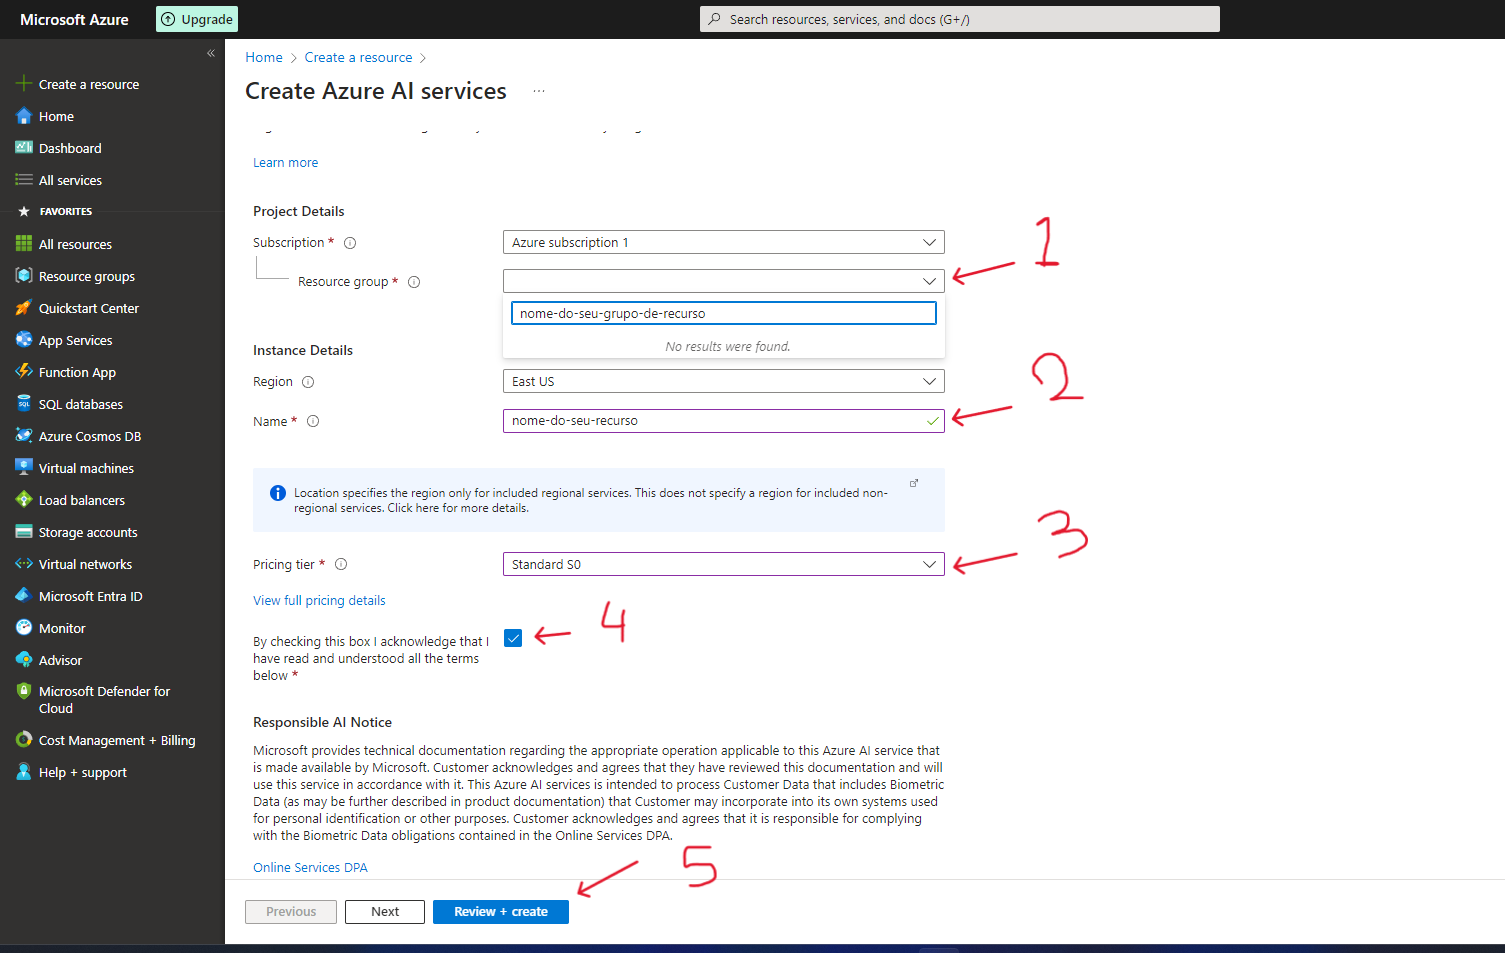 Microsoft Azure
Upgrade
Search resources, services, and docs (G+/)
«
Create a resource
Home
Dashboard
All services
FAVORITES
All resources
Resource groups
Quickstart Center
App Services
Function App
SQL databases
Azure Cosmos DB
Virtual machines
Load balancers
Storage accounts
Virtual networks
Microsoft Entra ID
Monitor
Advisor
Microsoft Defender for
Cloud
Cost Management + Billing
Help + support
Home > Create a resource >
Create Azure AI services ...
Learn more
Project Details
Subscription * Azure subscription 1
Resource group *
1
nome-do-seu-grupo-de-recurso
No results were found.
Instance Details
Region East US
2
Name * nome-do-seu-recurso
Location specifies the region only for included regional services. This does not specify a region for included non-
regional services. Click here for more details.
3
Pricing tier * Standard S0
View full pricing details
4
By checking this box I acknowledge that I
have read and understood all the terms
below *
Responsible AI Notice
Microsoft provides technical documentation regarding the appropriate operation applicable to this Azure AI service that
is made available by Microsoft. Customer acknowledges and agrees that they have reviewed this documentation and will
use this service in accordance with it. This Azure AI services is intended to process Customer Data that includes Biometric
Data (as may be further described in product documentation) that Customer may incorporate into its own systems used
for personal identification or other purposes. Customer acknowledges and agrees that it is responsible for complying
with the Biometric Data obligations contained in the Online Services DPA.
Online Services DPA
5
Previous
Next
Review + create